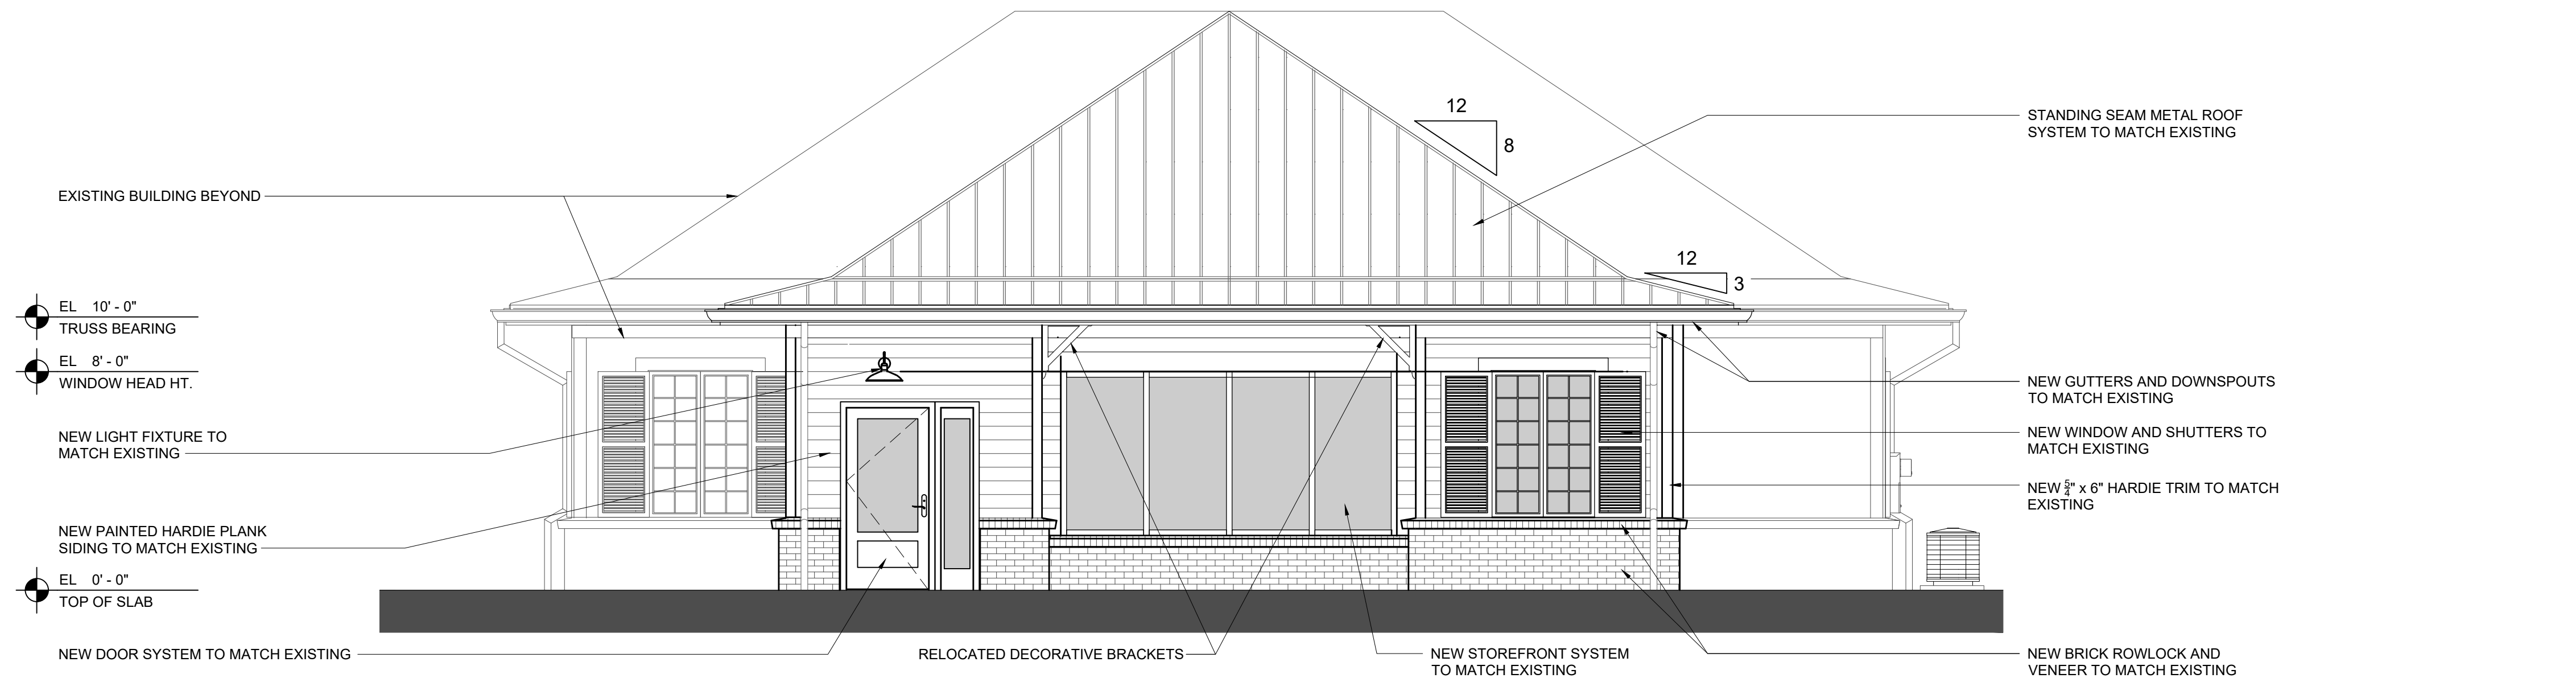 12
8
STANDING SEAM METAL ROOF
SYSTEM TO MATCH EXISTING
EXISTING BUILDING BEYOND
12
3
EL 10' - 0"
TRUSS BEARING
EL 8' - 0"
WINDOW HEAD HT.
NEW GUTTERS AND DOWNSPOUTS
TO MATCH EXISTING
NEW LIGHT FIXTURE TO
MATCH EXISTING
NEW WINDOW AND SHUTTERS TO
MATCH EXISTING
NEW 5/4" x 6" HARDIE TRIM TO MATCH
EXISTING
NEW PAINTED HARDIE PLANK
SIDING TO MATCH EXISTING
EL 0' - 0"
TOP OF SLAB
NEW DOOR SYSTEM TO MATCH EXISTING
RELOCATED DECORATIVE BRACKETS
NEW STOREFRONT SYSTEM
TO MATCH EXISTING
NEW BRICK ROWLOCK AND
VENEER TO MATCH EXISTING